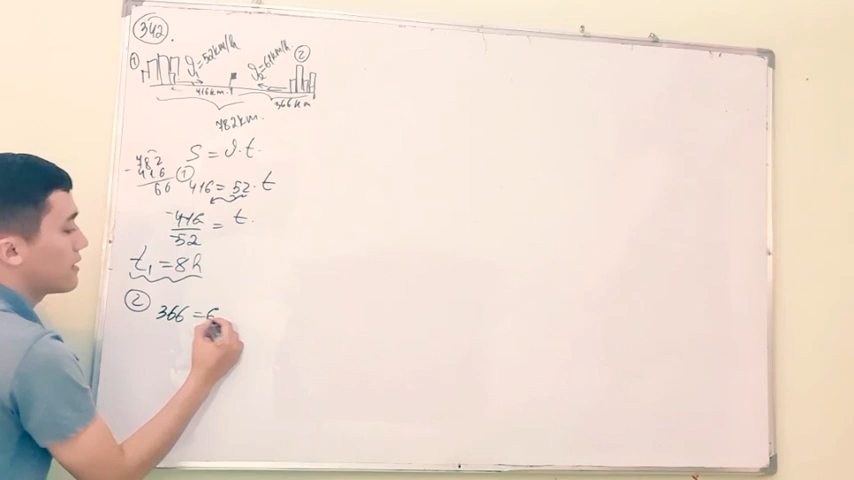 342.
① ϑ₁=52km/h ϑ₂=61km/h ②
416km. 366km
782km.
S = ϑ·t.
782
- 416
66
① 416 = 52·t
-416/-52 = t.
t₁ = 8h
② 366 = 6